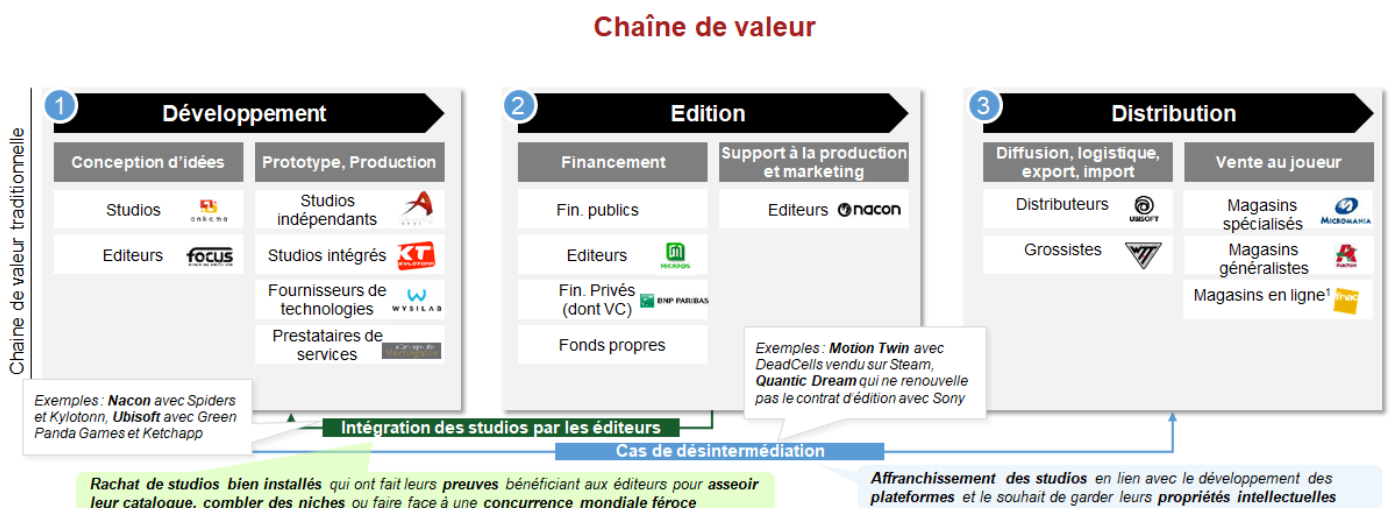 Chaîne de valeur
Chaine de valeur traditionnelle
1
Développement
Conception d'idées
Studios
ankama
Editeurs
focus
Prototype, Production
Studios
indépendants
Studios intégrés
KT
KYLOTONN
Fournisseurs de
technologies
WYSILAB
Prestataires de
services
2
Edition
Financement
Fin. publics
Editeurs
MICROIDS
Fin. Privés
(dont VC)
BNP PARIBAS
Fonds propres
Support à la production
et marketing
Editeurs
nacon
3
Distribution
Diffusion, logistique,
export, import
Distributeurs
UBISOFT
Grossistes
Vente au joueur
Magasins
spécialisés
MICROMANIA
Magasins
généralistes
Auchan
Magasins en ligne¹
fnac
Exemples : Nacon avec Spiders
et Kylotonn, Ubisoft avec Green
Panda Games et Ketchapp
Exemples : Motion Twin avec
DeadCells vendu sur Steam,
Quantic Dream qui ne renouvelle
pas le contrat d'édition avec Sony
Intégration des studios par les éditeurs
Cas de désintermédiation
Rachat de studios bien installés qui ont fait leurs preuves bénéficiant aux éditeurs pour asseoir
leur catalogue, combler des niches ou faire face à une concurrence mondiale féroce
Affranchissement des studios en lien avec le développement des
plateformes et le souhait de garder leurs propriétés intellectuelles